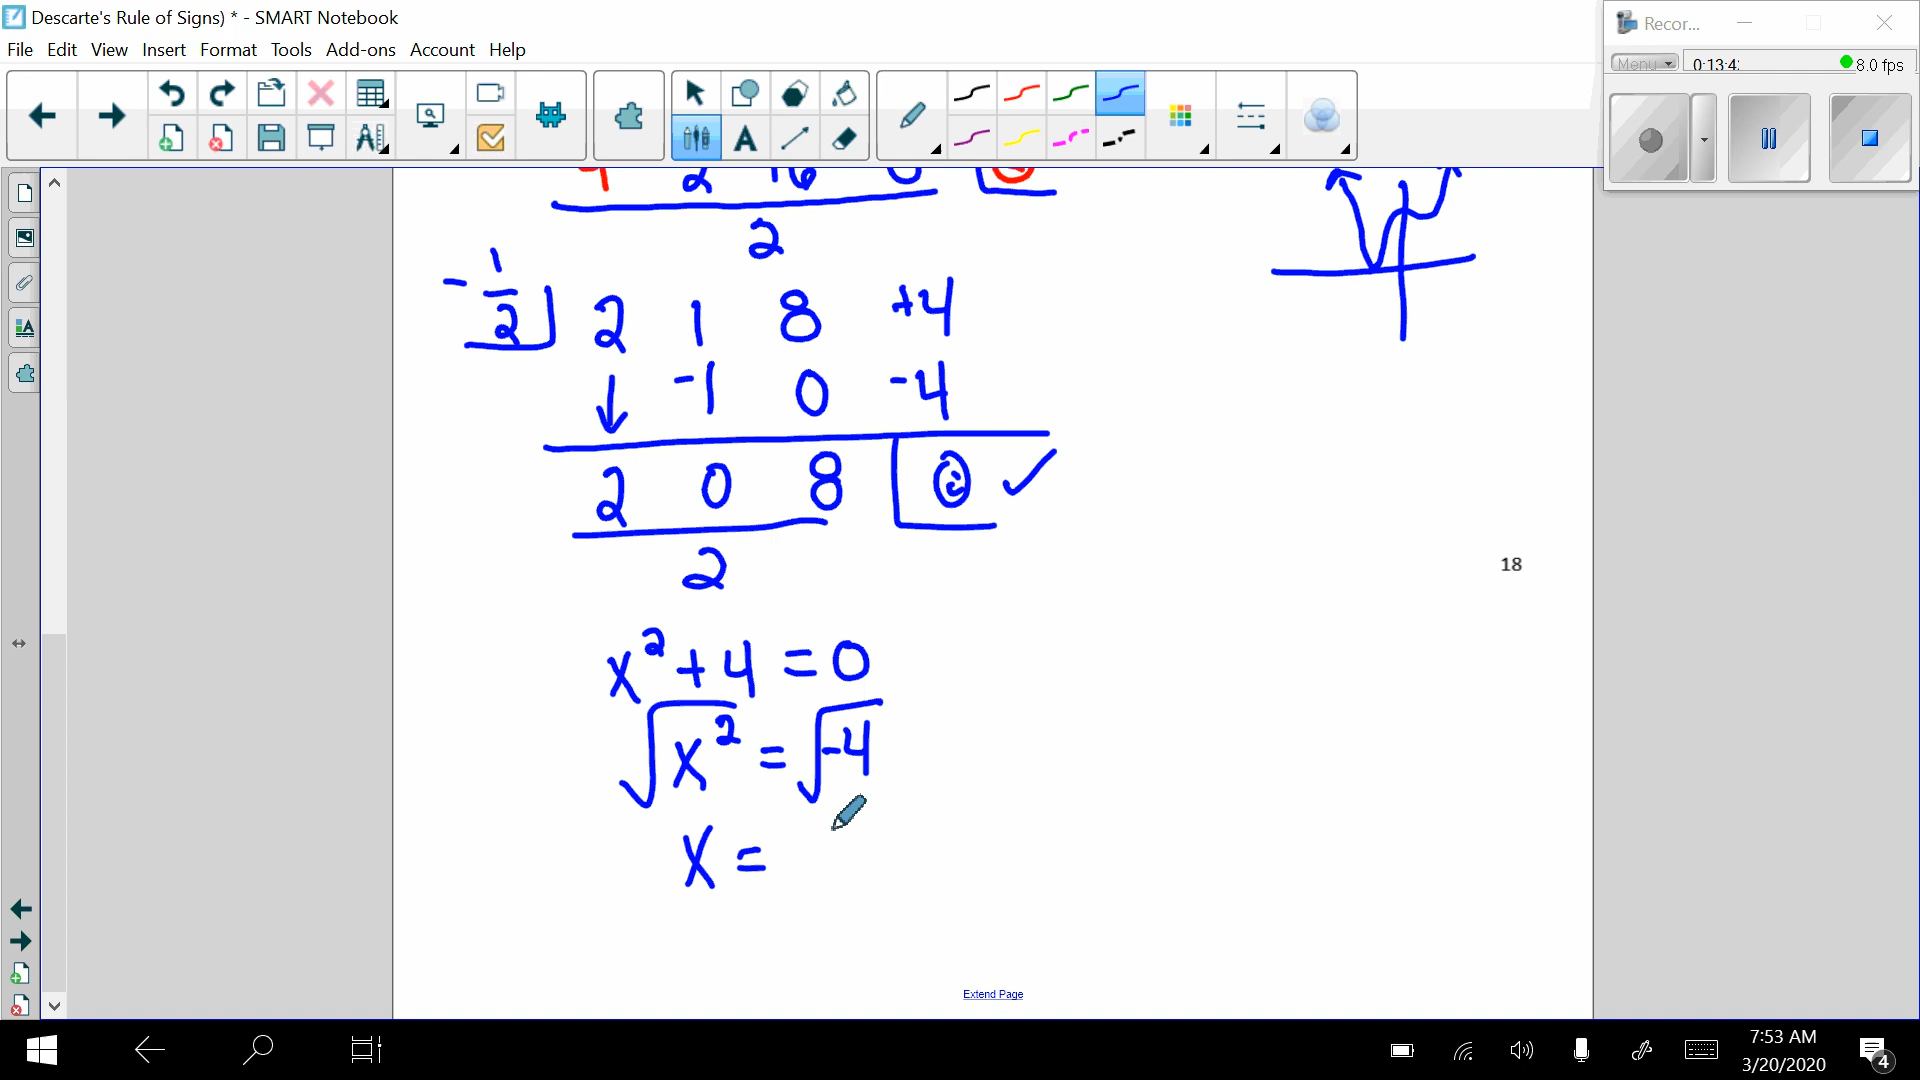 Descarte's Rule of Signs) * - SMART Notebook
File Edit View Insert Format Tools Add-ons Account Help
Recor...
Menu
0:13:4
8.0 fps
2 16
2
- 1/2 2 1 8 +4
-1 0 -4
2 0 8 0 ✓
2
18
x² + 4 = 0
√x² = √-4
x =
Extend Page
7:53 AM
3/20/2020
4